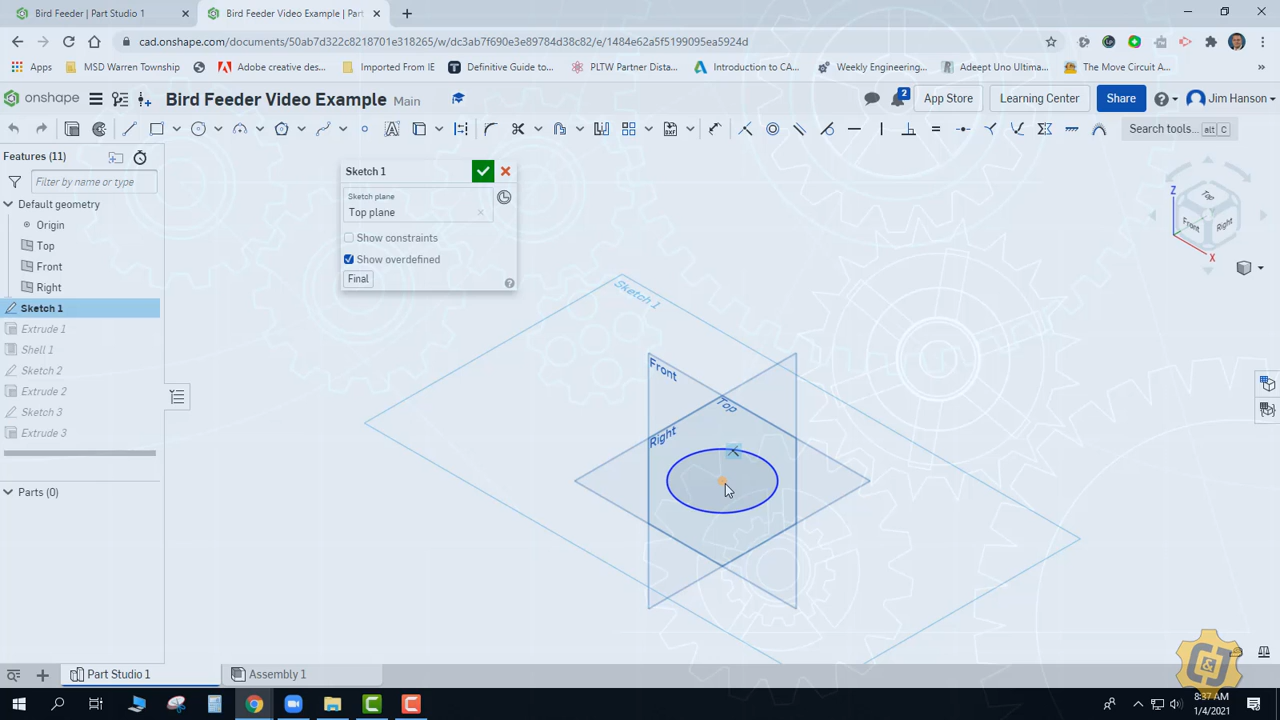 Bird Feeder | Part Studio 1
Bird Feeder Video Example | Part
cad.onshape.com/documents/50ab7d322c8218701e318265/w/dc3ab7f690e3e89784d38c82/e/1484e62a5f5199095ea5924d
Apps
MSD Warren Township
Adobe creative des...
Imported From IE
Definitive Guide to...
PLTW Partner Dista...
Introduction to CA...
Weekly Engineering...
Adeept Uno Ultima...
The Move Circuit A...
»
onshape
Bird Feeder Video Example
Main
2
App Store
Learning Center
Share
Jim Hanson
Search tools...
alt
C
Features (11)
Filter by name or type
Default geometry
Origin
Top
Front
Right
Sketch 1
Extrude 1
Shell 1
Sketch 2
Extrude 2
Sketch 3
Extrude 3
Parts (0)
Sketch 1
Sketch plane
Top plane
Show constraints
Show overdefined
Final
Sketch 1
Front
Top
Right
Z
Top
Front
Right
X
Part Studio 1
Assembly 1
C&J
8:37 AM
1/4/2021